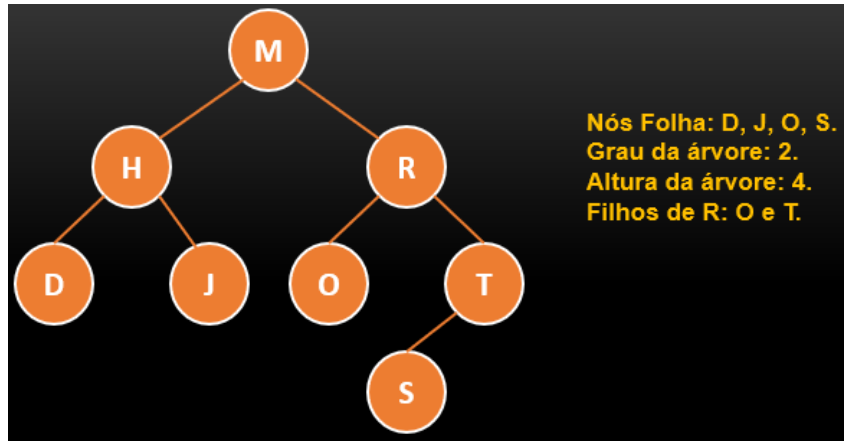 M
H
R
D
J
O
T
S
Nós Folha: D, J, O, S.
Grau da árvore: 2.
Altura da árvore: 4.
Filhos de R: O e T.